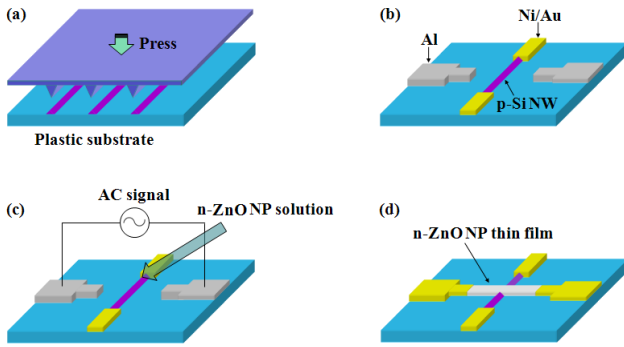 (a)
Press
Plastic substrate
(b)
Ni/Au
Al
p-Si NW
(c)
AC signal
n-ZnO NP solution
(d)
n-ZnO NP thin film